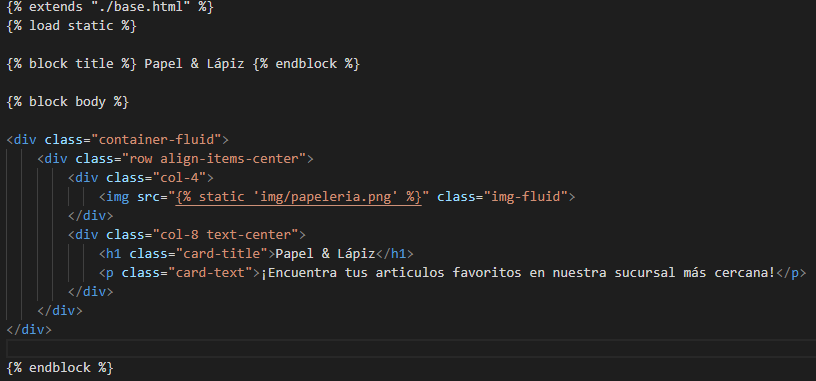 {% extends "./base.html" %}
{% load static %}
{% block title %} Papel & Lápiz {% endblock %}
{% block body %}
<div class="container-fluid">
<div class="row align-items-center">
<div class="col-4">
<img src="{% static 'img/papeleria.png' %}" class="img-fluid">
</div>
<div class="col-8 text-center">
<h1 class="card-title">Papel & Lápiz</h1>
<p class="card-text">¡Encuentra tus articulos favoritos en nuestra sucursal más cercana!</p>
</div>
</div>
</div>
{% endblock %}